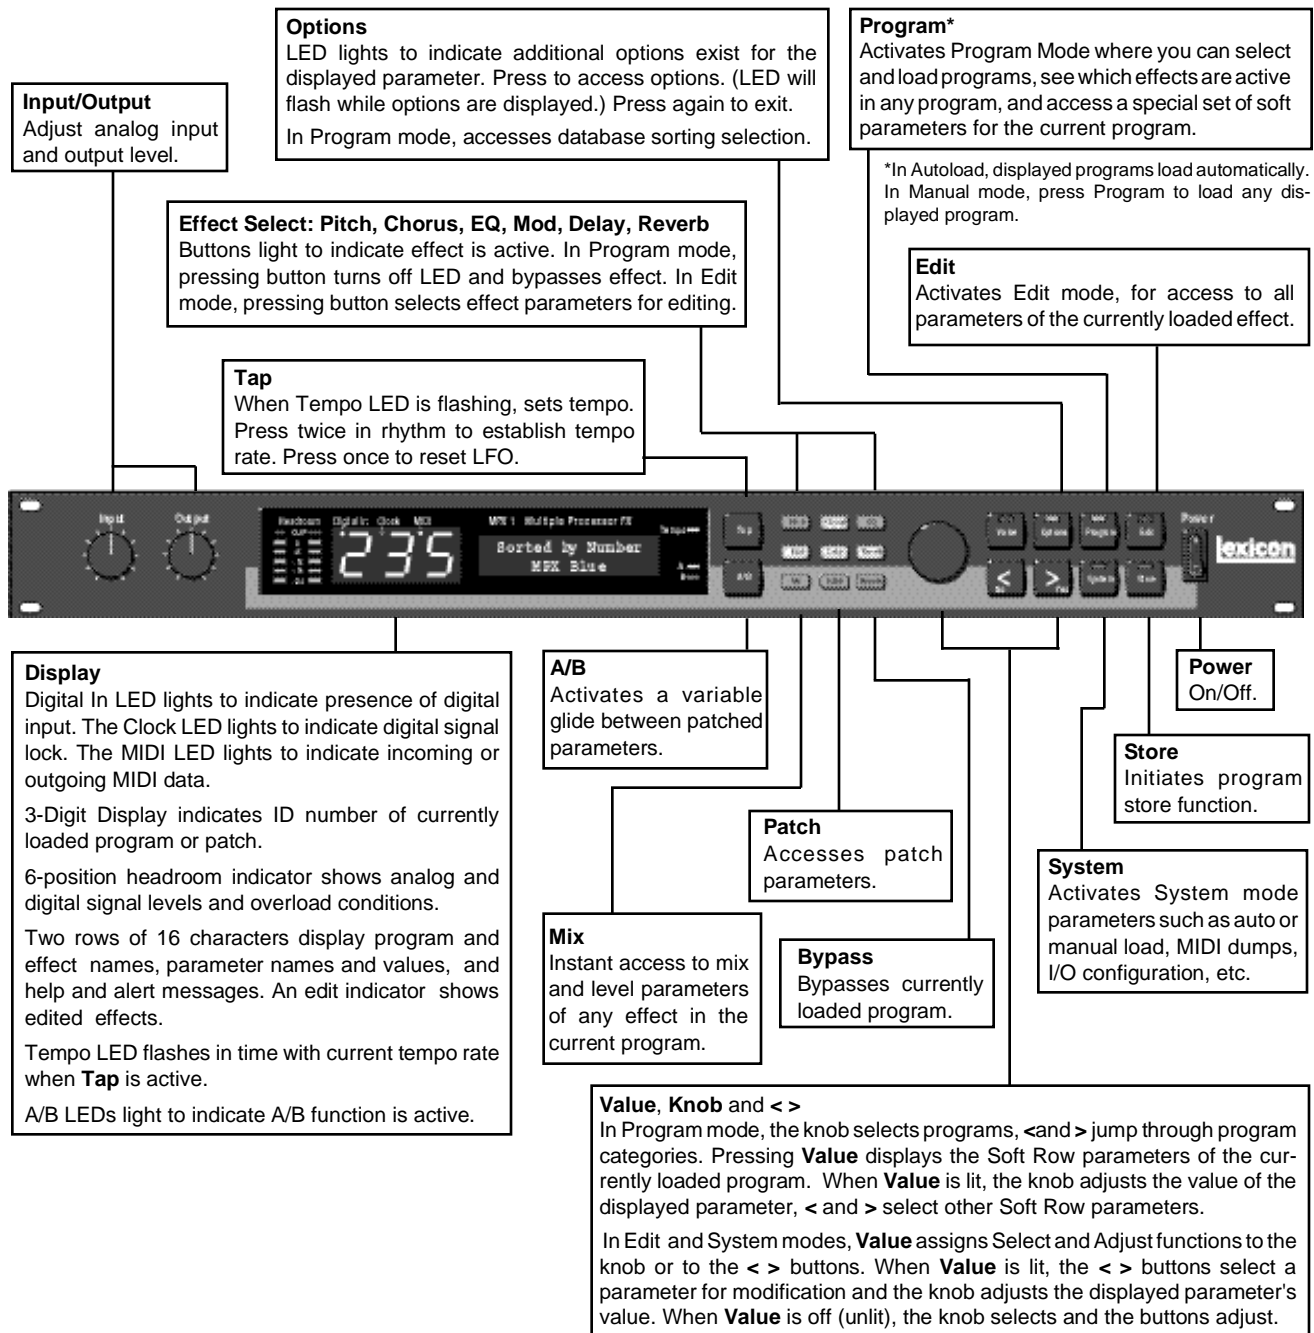 Options
LED lights to indicate additional options exist for the
displayed parameter. Press to access options. (LED will
flash while options are displayed.) Press again to exit.
In Program mode, accesses database sorting selection.
Program*
Activates Program Mode where you can select
and load programs, see which effects are active
in any program, and access a special set of soft
parameters for the current program.
*In Autoload, displayed programs load automatically.
In Manual mode, press Program to load any dis-
played program.
Input/Output
Adjust analog input
and output level.
Effect Select: Pitch, Chorus, EQ, Mod, Delay, Reverb
Buttons light to indicate effect is active. In Program mode,
pressing button turns off LED and bypasses effect. In Edit
mode, pressing button selects effect parameters for editing.
Edit
Activates Edit mode, for access to all
parameters of the currently loaded effect.
Tap
When Tempo LED is flashing, sets tempo.
Press twice in rhythm to establish tempo
rate. Press once to reset LFO.
Input
Output
Headroom Digital In Clock MIDI
MPX 1 Multiple Processor FX
Tempo
235
Sorted by Number
MPX Blue
A
Tap
A/B
Value
Options
Program
Edit
<
>
System
Store
Power
lexicon
Display
Digital In LED lights to indicate presence of digital
input. The Clock LED lights to indicate digital signal
lock. The MIDI LED lights to indicate incoming or
outgoing MIDI data.
3-Digit Display indicates ID number of currently
loaded program or patch.
6-position headroom indicator shows analog and
digital signal levels and overload conditions.
Two rows of 16 characters display program and
effect names, parameter names and values, and
help and alert messages. An edit indicator shows
edited effects.
Tempo LED flashes in time with current tempo rate
when Tap is active.
A/B LEDs light to indicate A/B function is active.
A/B
Activates a variable
glide between patched
parameters.
Mix
Instant access to mix
and level parameters
of any effect in the
current program.
Patch
Accesses patch
parameters.
Bypass
Bypasses currently
loaded program.
Power
On/Off.
Store
Initiates program
store function.
System
Activates System mode
parameters such as auto or
manual load, MIDI dumps,
I/O configuration, etc.
Value, Knob and < >
In Program mode, the knob selects programs, <and > jump through program
categories. Pressing Value displays the Soft Row parameters of the cur-
rently loaded program. When Value is lit, the knob adjusts the value of the
displayed parameter, < and > select other Soft Row parameters.
In Edit and System modes, Value assigns Select and Adjust functions to the
knob or to the < > buttons. When Value is lit, the < > buttons select a
parameter for modification and the knob adjusts the displayed parameter's
value. When Value is off (unlit), the knob selects and the buttons adjust.